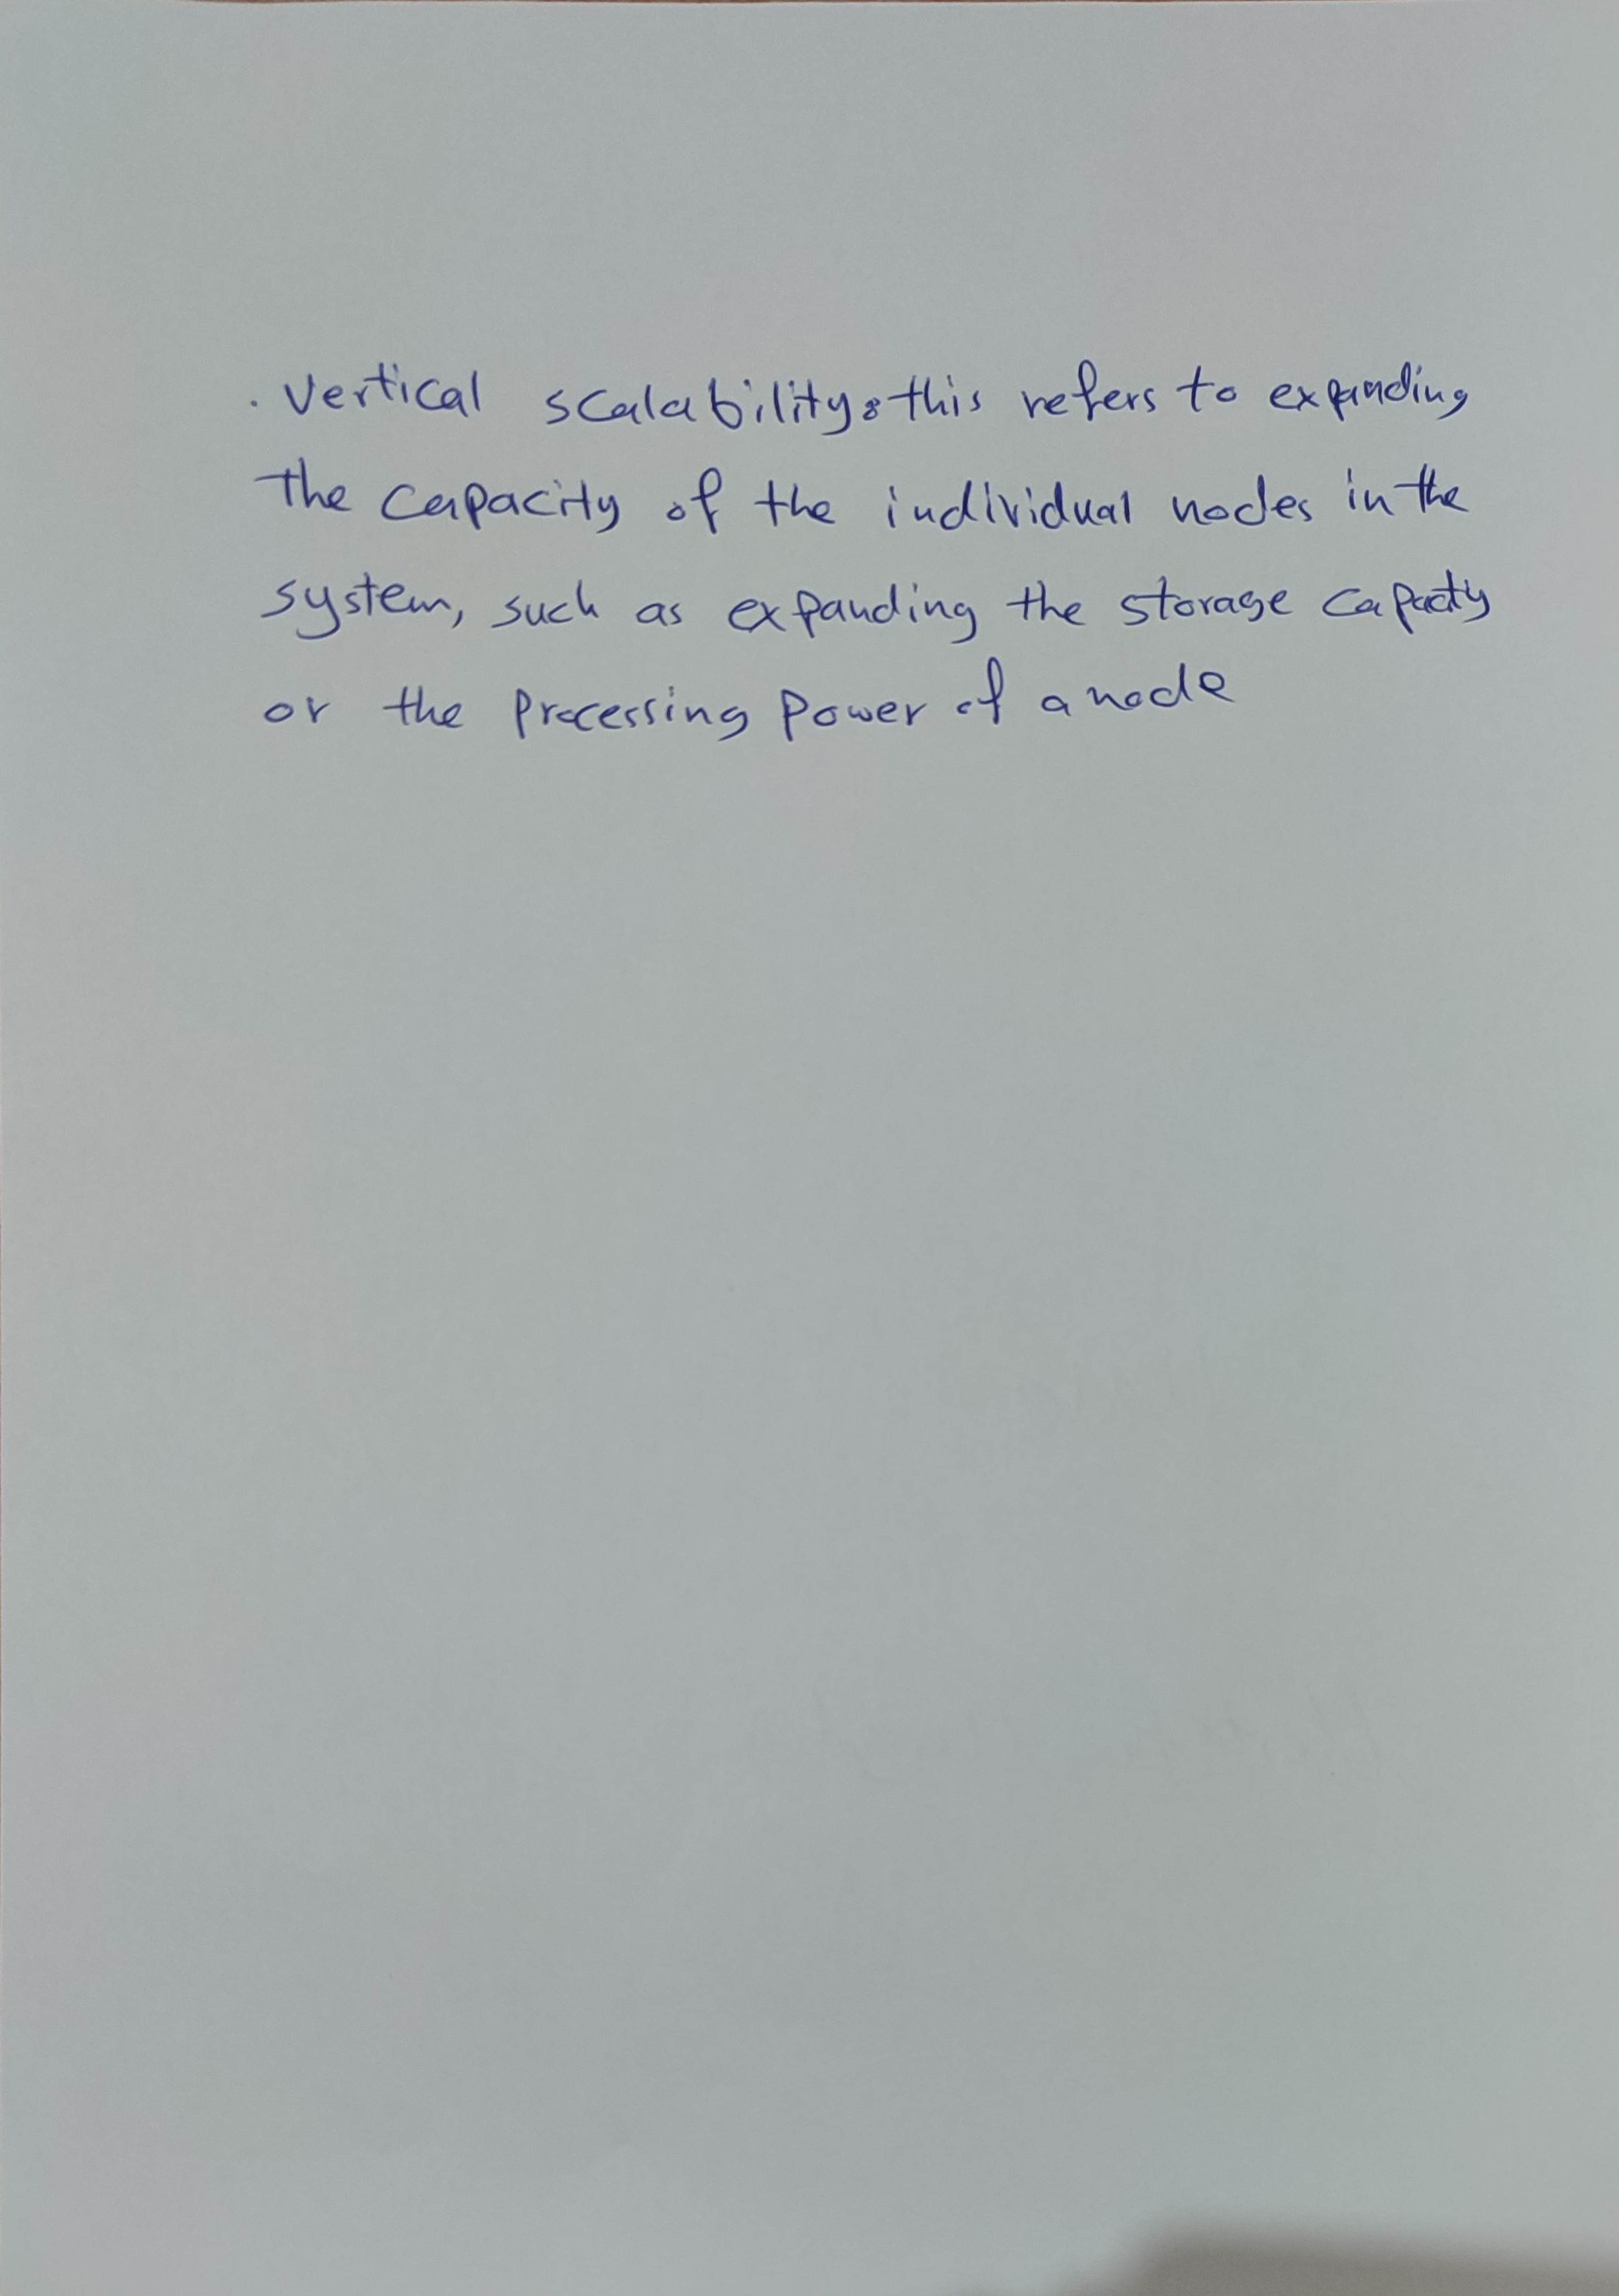 . Vertical scalability: this refers to expanding
the capacity of the individual nodes in the
system, such as expanding the storage capacity
or the processing power of a node